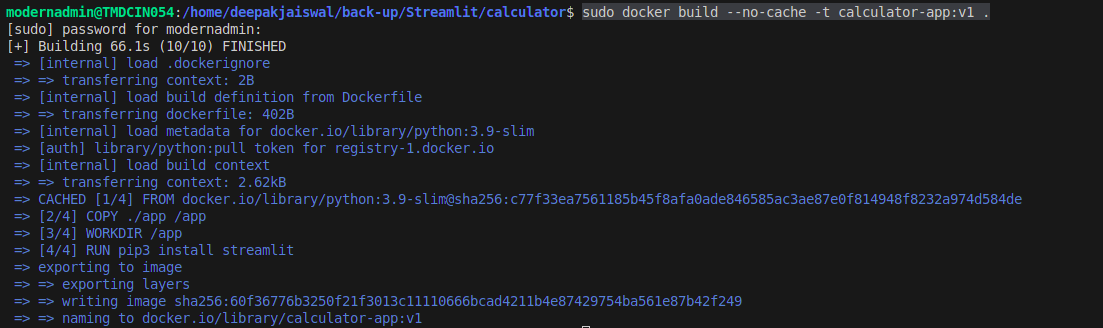 modernadmin@TMDCIN054:/home/deepakjaiswal/back-up/Streamlit/calculator$ sudo docker build --no-cache -t calculator-app:v1 .
[sudo] password for modernadmin:
[+] Building 66.1s (10/10) FINISHED
=> [internal] load .dockerignore
=> => transferring context: 2B
=> [internal] load build definition from Dockerfile
=> => transferring dockerfile: 402B
=> [internal] load metadata for docker.io/library/python:3.9-slim
=> [auth] library/python:pull token for registry-1.docker.io
=> [internal] load build context
=> => transferring context: 2.62kB
=> CACHED [1/4] FROM docker.io/library/python:3.9-slim@sha256:c77f33ea7561185b45f8afa0ade846585ac3ae87e0f814948f8232a974d584de
=> [2/4] COPY ./app /app
=> [3/4] WORKDIR /app
=> [4/4] RUN pip3 install streamlit
=> exporting to image
=> => exporting layers
=> => writing image sha256:60f36776b3250f21f3013c11110666bcad4211b4e87429754ba561e87b42f249
=> => naming to docker.io/library/calculator-app:v1